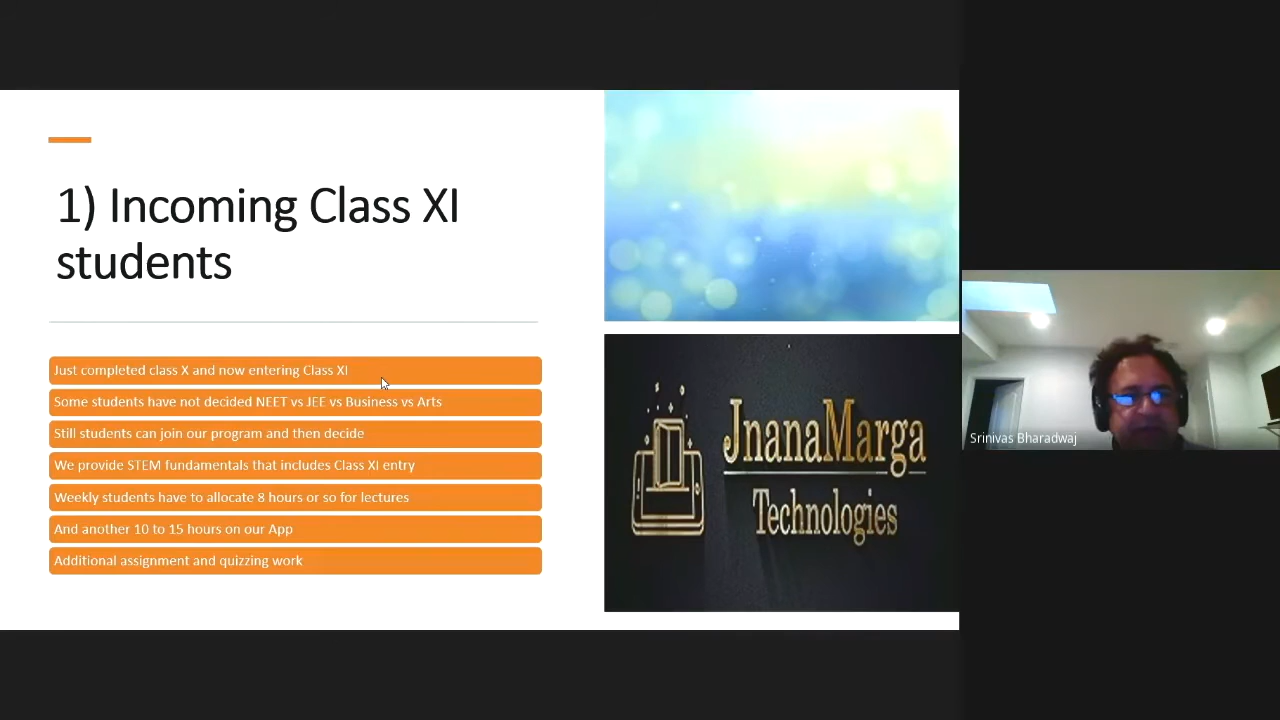 1) Incoming Class XI
students
Just completed class X and now entering Class XI
Some students have not decided NEET vs JEE vs Business vs Arts
Still students can join our program and then decide
We provide STEM fundamentals that includes Class XI entry
Weekly students have to allocate 8 hours or so for lectures
And another 10 to 15 hours on our App
Additional assignment and quizzing work
JnanaMarga
Technologies
Srinivas Bharadwaj